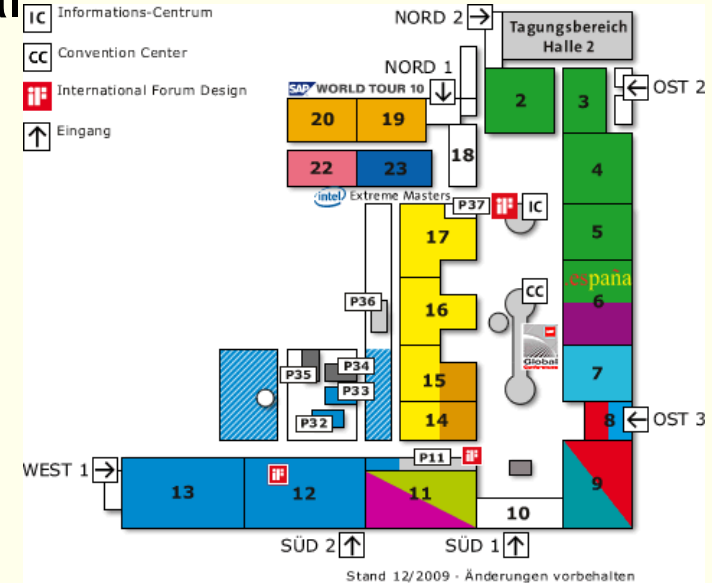 IC Informations-Centrum
CC Convention Center
iF International Forum Design
Eingang
NORD 2
Tagungsbereich
Halle 2
NORD 1
SAP WORLD TOUR 10
OST 2
2
3
20
19
18
4
22
23
intel Extreme Masters
P37
iF
IC
17
5
españa
6
CC
P36
16
Global
P35
P34
7
P33
15
P32
14
8
OST 3
P11
iF
WEST 1
iF
13
12
11
9
10
SÜD 2
SÜD 1
Stand 12/2009 - Änderungen vorbehalten